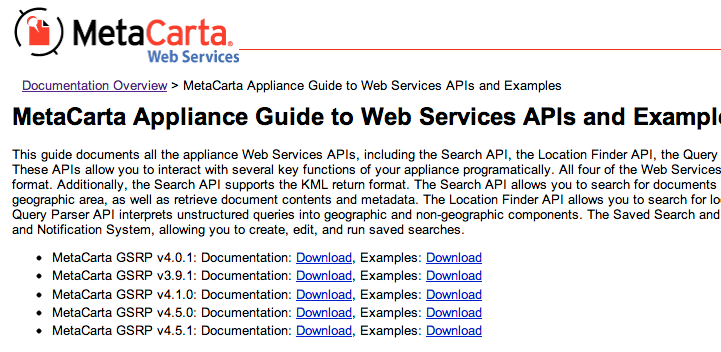 MetaCarta®
Web Services
Documentation Overview > MetaCarta Appliance Guide to Web Services APIs and Examples
MetaCarta Appliance Guide to Web Services APIs and Example
This guide documents all the appliance Web Services APIs, including the Search API, the Location Finder API, the Query
These APIs allow you to interact with several key functions of your appliance programatically. All four of the Web Services
format. Additionally, the Search API supports the KML return format. The Search API allows you to search for documents
geographic area, as well as retrieve document contents and metadata. The Location Finder API allows you to search for lo
Query Parser API interprets unstructured queries into geographic and non-geographic components. The Saved Search and
and Notification System, allowing you to create, edit, and run saved searches.
• MetaCarta GSRP v4.0.1: Documentation: Download, Examples: Download
• MetaCarta GSRP v3.9.1: Documentation: Download, Examples: Download
• MetaCarta GSRP v4.1.0: Documentation: Download, Examples: Download
• MetaCarta GSRP v4.5.0: Documentation: Download, Examples: Download
• MetaCarta GSRP v4.5.1: Documentation: Download, Examples: Download